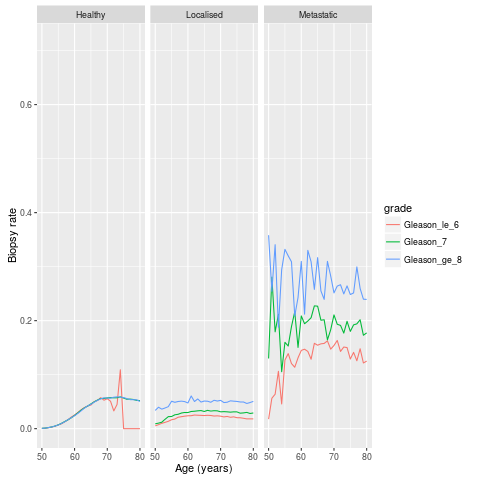 Healthy Localised Metastatic
0.6
0.4
0.2
0.0
Biopsy rate
50 60 70 80 50 60 70 80 50 60 70 80
Age (years)
grade
Gleason_le_6
Gleason_7
Gleason_ge_8